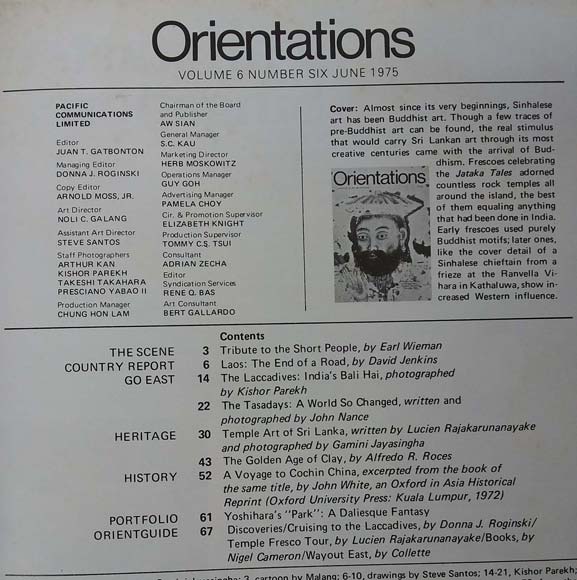 Orientations
VOLUME 6 NUMBER SIX JUNE 1975
PACIFIC
COMMUNICATIONS
LIMITED
Editor
JUAN T. GATBONTON
Managing Editor
DONNA J. ROGINSKI
Copy Editor
ARNOLD MOSS, JR.
Art Director
NOLI C. GALANG
Assistant Art Director
STEVE SANTOS
Staff Photographers
ARTHUR KAN
KISHOR PAREKH
TAKESHI TAKAHARA
PRESCIANO YABAO II
Production Manager
CHUNG HON LAM
Chairman of the Board
and Publisher
AW SIAN
General Manager
S.C. KAU
Marketing Director
HERB MOSKOWITZ
Operations Manager
GUY GOH
Advertising Manager
PAMELA CHOY
Cir. & Promotion Supervisor
ELIZABETH KNIGHT
Production Supervisor
TOMMY C.S. TSUI
Consultant
ADRIAN ZECHA
Editor
Syndication Services
RENE Q. BAS
Art Consultant
BERT GALLARDO
Cover: Almost since its very beginnings, Sinhalese
art has been Buddhist art. Though a few traces of
pre-Buddhist art can be found, the real stimulus
that would carry Sri Lankan art through its most
creative centuries came with the arrival of Bud-
dhism. Frescoes celebrating
the Jataka Tales adorned
countless rock temples all
around the island, the best
of them equaling anything
that had been done in India.
Early frescoes used purely
Buddhist motifs; later ones,
like the cover detail of a
Sinhalese chieftain from a
frieze at the Ranvella Vi-
hara in Kathaluwa, show in-
creased Western influence.
Orientations
Contents
THE SCENE 3 Tribute to the Short People, by Earl Wieman
COUNTRY REPORT 6 Laos: The End of a Road, by David Jenkins
GO EAST 14 The Laccadives: India's Bali Hai, photographed
by Kishor Parekh
22 The Tasadays: A World So Changed, written and
photographed by John Nance
HERITAGE 30 Temple Art of Sri Lanka, written by Lucien Rajakarunanayake
and photographed by Gamini Jayasingha
43 The Golden Age of Clay, by Alfredo R. Roces
HISTORY 52 A Voyage to Cochin China, excerpted from the book of
the same title, by John White, an Oxford in Asia Historical
Reprint (Oxford University Press: Kuala Lumpur, 1972)
PORTFOLIO 61 Yoshihara's "Park": A Daliesque Fantasy
ORIENTGUIDE 67 Discoveries/Cruising to the Laccadives, by Donna J. Roginski/
Temple Fresco Tour, by Lucien Rajakarunanayake/Books, by
Nigel Cameron/Wayout East, by Collette
3, cartoon by Malang; 6-10, drawings by Steve Santos; 14-21, Kishor Parekh;